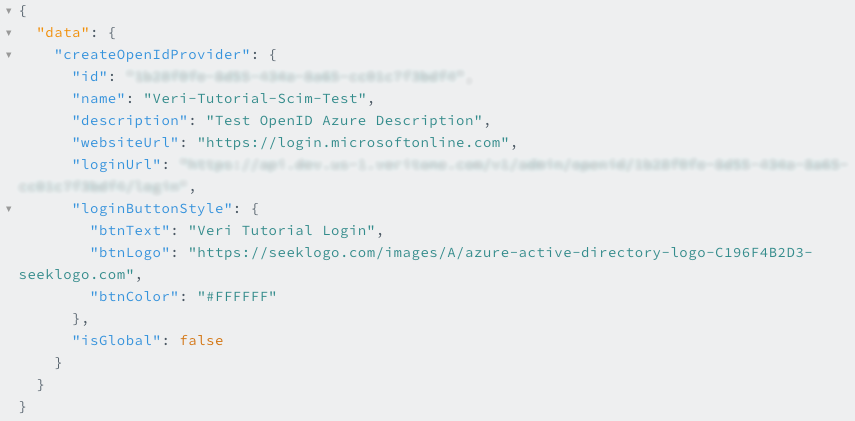 {
"data": {
"createOpenIdProvider": {
"id":
"name": "Veri-Tutorial-Scim-Test",
"description": "Test OpenID Azure Description",
"websiteUrl": "https://login.microsoftonline.com",
"loginUrl":
,
"loginButtonStyle": {
"btnText": "Veri Tutorial Login",
"btnLogo": "https://seeklogo.com/images/A/azure-active-directory-logo-C196F4B2D3-
seeklogo.com",
"btnColor": "#FFFFFF"
},
"isGlobal": false
}
}
}